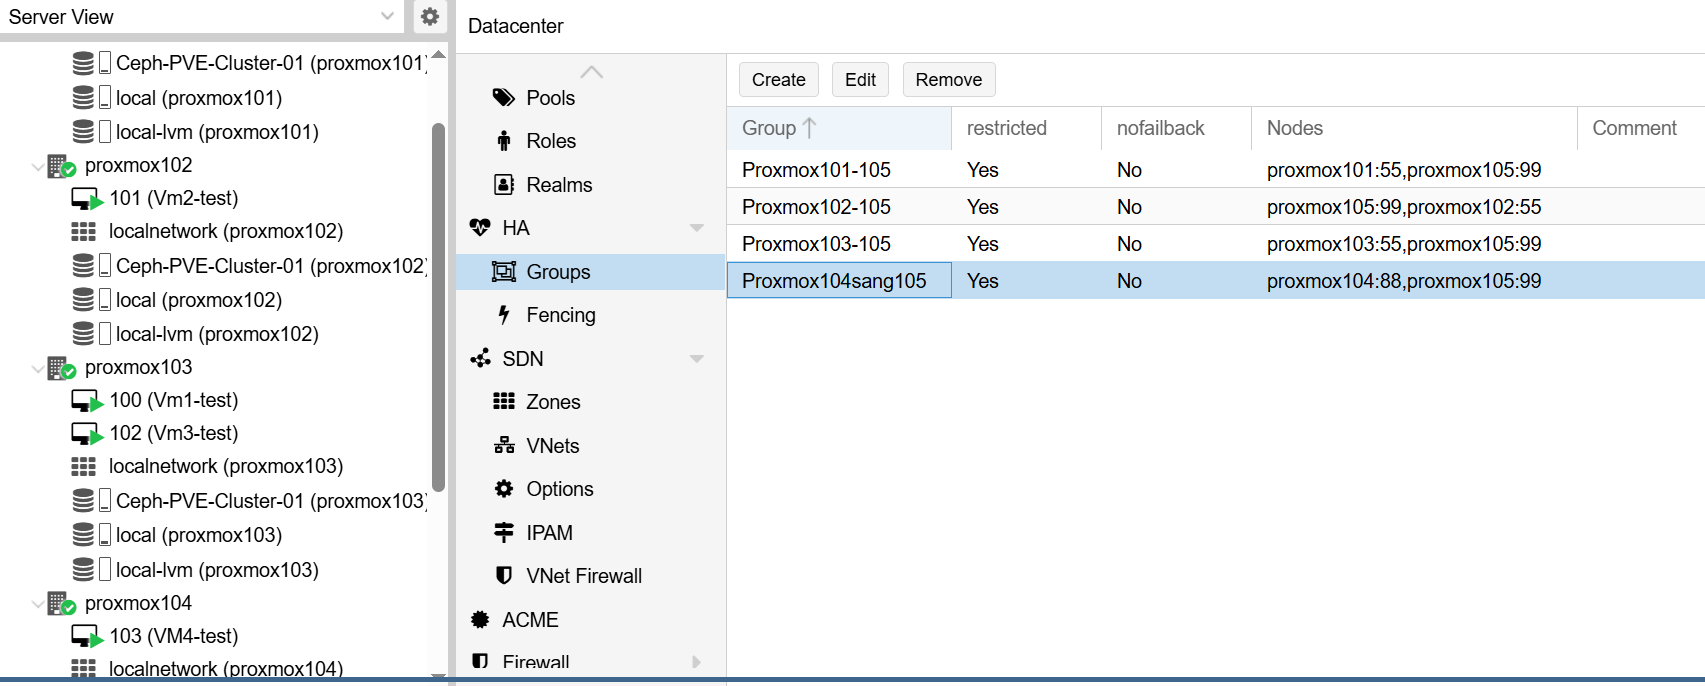 Server View
Ceph-PVE-Cluster-01 (proxmox101)
local (proxmox101)
local-lvm (proxmox101)
proxmox102
101 (Vm2-test)
localnetwork (proxmox102)
Ceph-PVE-Cluster-01 (proxmox102)
local (proxmox102)
local-lvm (proxmox102)
proxmox103
100 (Vm1-test)
102 (Vm3-test)
localnetwork (proxmox103)
Ceph-PVE-Cluster-01 (proxmox103)
local (proxmox103)
local-lvm (proxmox103)
proxmox104
103 (VM4-test)
localnetwork (proxmox104)
Datacenter
Pools
Roles
Realms
HA
Groups
Fencing
SDN
Zones
VNets
Options
IPAM
VNet Firewall
ACME
Firewall
Create Edit Remove
Group restricted nofailback Nodes Comment
Proxmox101-105 Yes No proxmox101:55,proxmox105:99
Proxmox102-105 Yes No proxmox105:99,proxmox102:55
Proxmox103-105 Yes No proxmox103:55,proxmox105:99
Proxmox104sang105 Yes No proxmox104:88,proxmox105:99